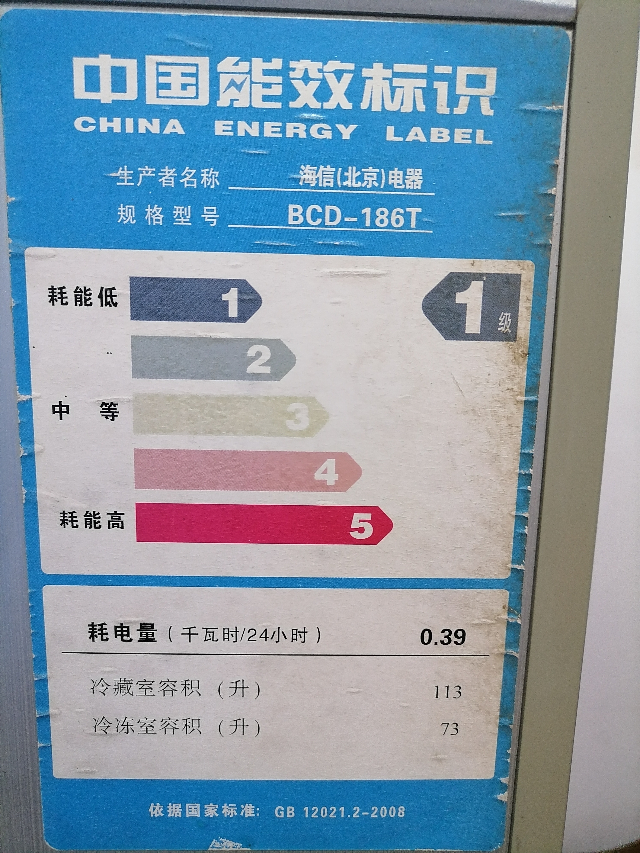 中国能效标识
CHINA ENERGY LABEL
生产者名称 海信(北京)电器
规格型号 BCD-186T
耗能低 1 1级
2
中等 3
4
耗能高 5
耗电量(千瓦时/24小时) 0.39
冷藏室容积(升) 113
冷冻室容积(升) 73
依据国家标准: GB 12021.2-2008